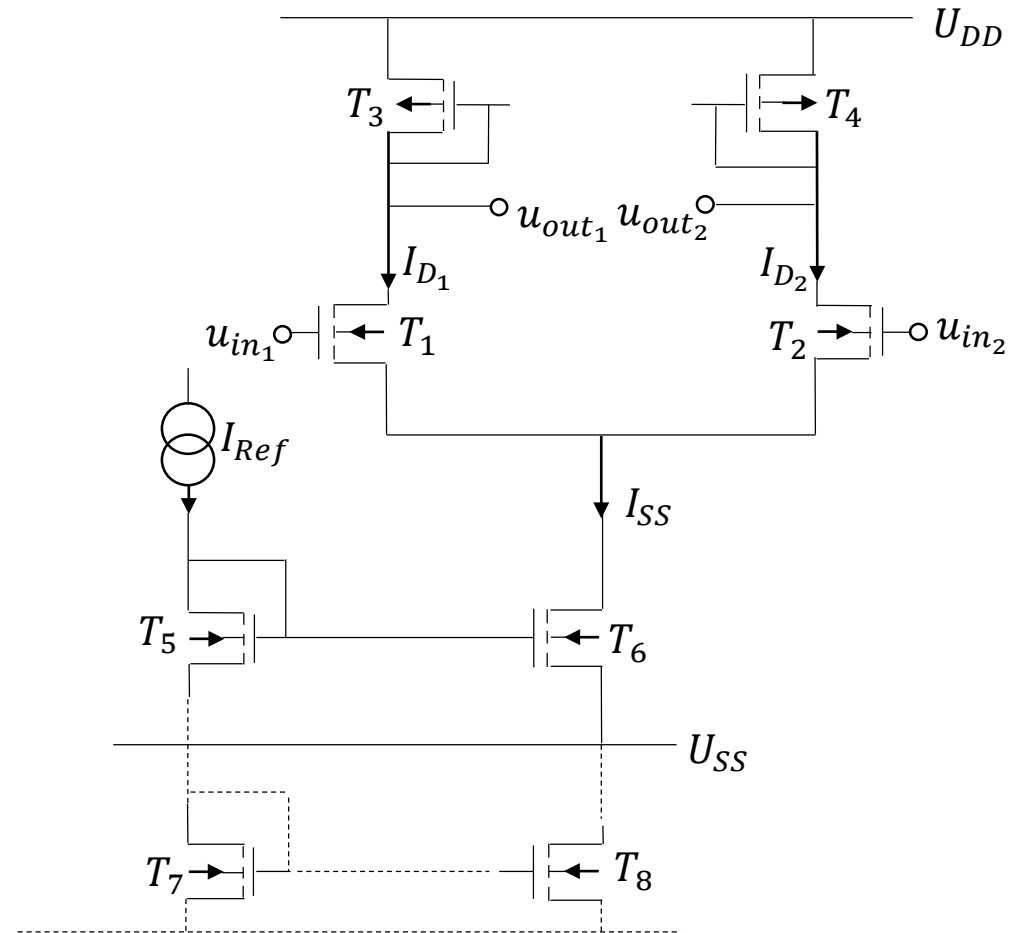 U_DD
T_3
T_4
u_out_1
u_out_2
I_D_1
I_D_2
u_in_1
T_1
T_2
u_in_2
I_Ref
I_SS
T_5
T_6
U_SS
T_7
T_8